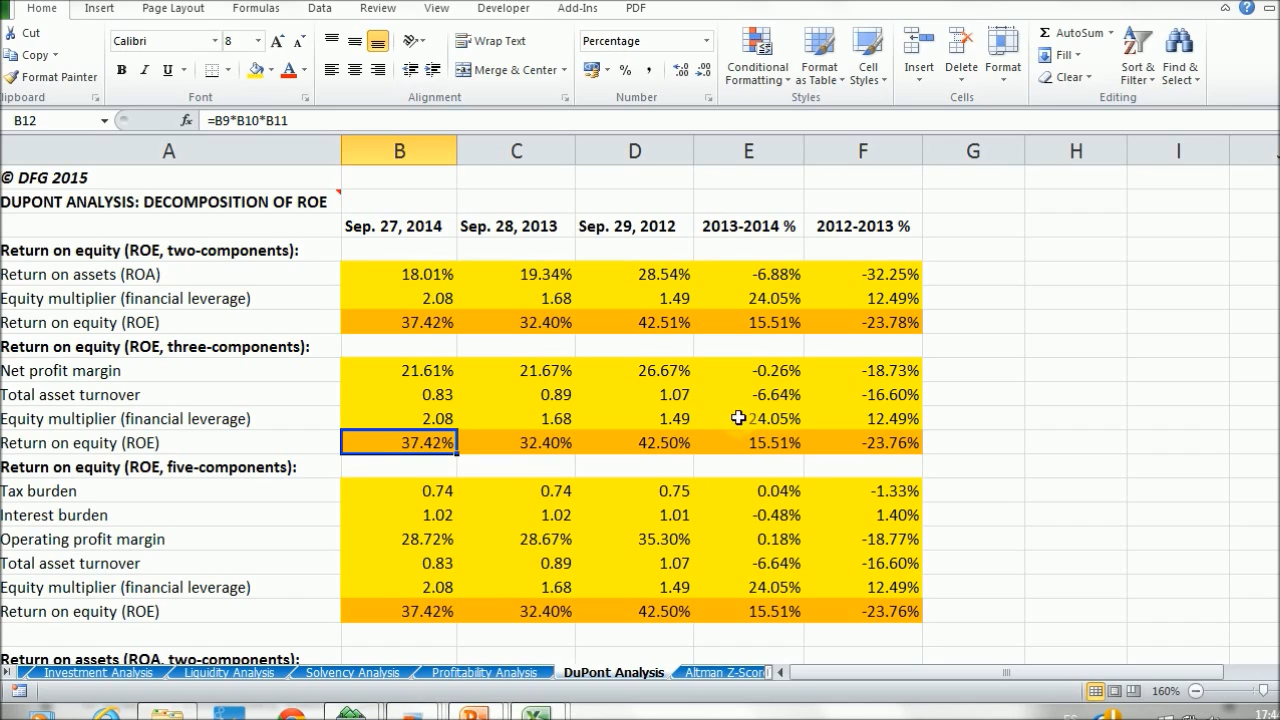 Home Insert Page Layout Formulas Data Review View Developer Add-Ins PDF
Cut
Copy
Format Painter
Calibri 8
Wrap Text
Merge & Center
Percentage
Conditional Formatting
Format as Table
Cell Styles
Insert Delete Format
AutoSum
Fill
Clear
Sort & Filter
Find & Select
lipboard Font Alignment Number Styles Cells Editing
B12 fx =B9*B10*B11
A B C D E F G H I
© DFG 2015
DUPONT ANALYSIS: DECOMPOSITION OF ROE
Sep. 27, 2014 Sep. 28, 2013 Sep. 29, 2012 2013-2014 % 2012-2013 %
Return on equity (ROE, two-components):
Return on assets (ROA) 18.01% 19.34% 28.54% -6.88% -32.25%
Equity multiplier (financial leverage) 2.08 1.68 1.49 24.05% 12.49%
Return on equity (ROE) 37.42% 32.40% 42.51% 15.51% -23.78%
Return on equity (ROE, three-components):
Net profit margin 21.61% 21.67% 26.67% -0.26% -18.73%
Total asset turnover 0.83 0.89 1.07 -6.64% -16.60%
Equity multiplier (financial leverage) 2.08 1.68 1.49 24.05% 12.49%
Return on equity (ROE) 37.42% 32.40% 42.50% 15.51% -23.76%
Return on equity (ROE, five-components):
Tax burden 0.74 0.74 0.75 0.04% -1.33%
Interest burden 1.02 1.02 1.01 -0.48% 1.40%
Operating profit margin 28.72% 28.67% 35.30% 0.18% -18.77%
Total asset turnover 0.83 0.89 1.07 -6.64% -16.60%
Equity multiplier (financial leverage) 2.08 1.68 1.49 24.05% 12.49%
Return on equity (ROE) 37.42% 32.40% 42.50% 15.51% -23.76%
Return on assets (ROA, two-components):
Investment Analysis Liquidity Analysis Solvency Analysis Profitability Analysis DuPont Analysis Altman Z-Scor
160%